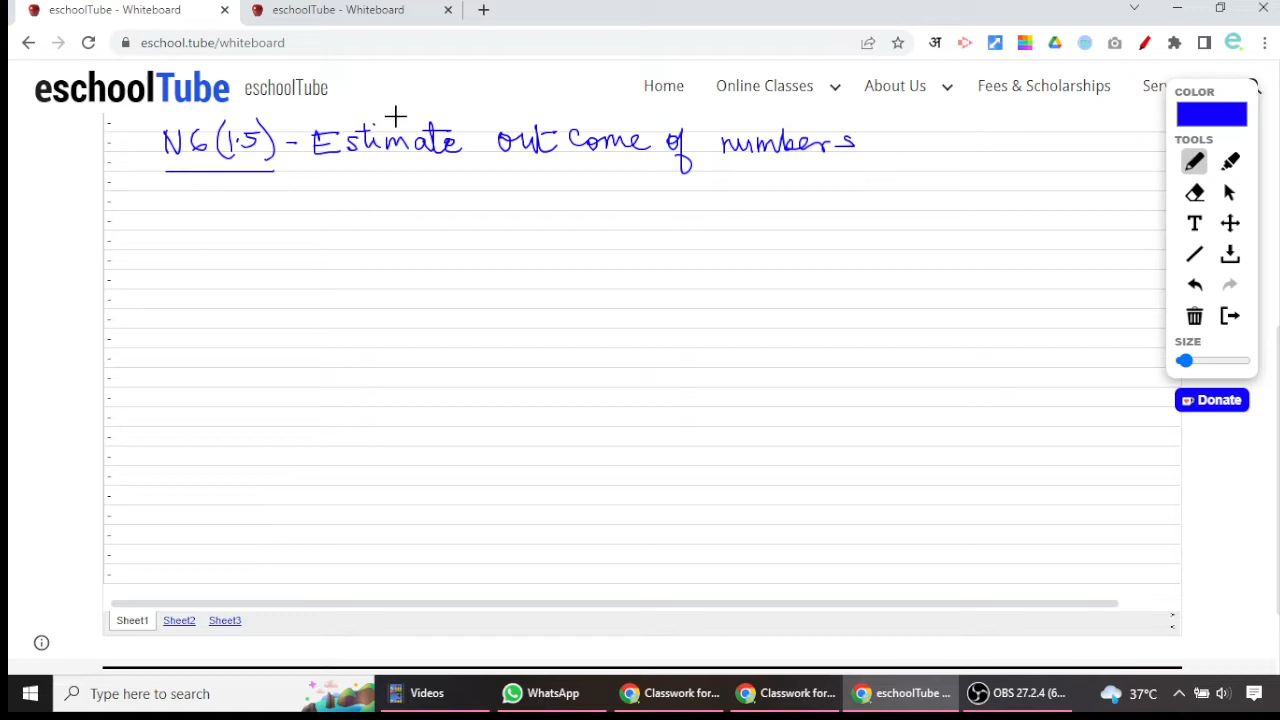 eschoolTube - Whiteboard
eschoolTube - Whiteboard
eschool.tube/whiteboard
अ
eschoolTube eschoolTube
Home Online Classes About Us Fees & Scholarships Ser
COLOR
TOOLS
N6(1.5) - Estimate outcome of numbers
T
SIZE
Donate
Sheet1 Sheet2 Sheet3
Type here to search
Videos
WhatsApp
Classwork for...
Classwork for...
eschoolTube ...
OBS 27.2.4 (6...
37°C